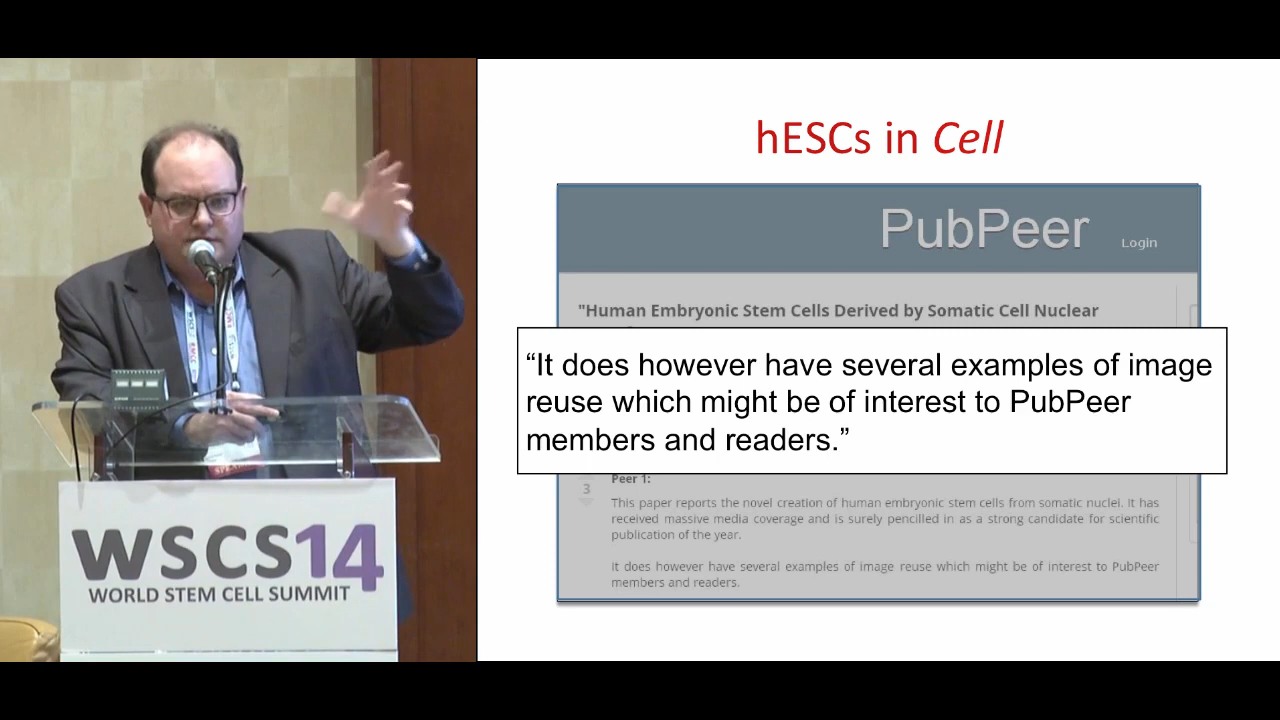 WSCS14
WORLD STEM CELL SUMMIT
hESCs in Cell
PubPeer
Login
"Human Embryonic Stem Cells Derived by Somatic Cell Nuclear
“It does however have several examples of image
reuse which might be of interest to PubPeer
members and readers.”
Peer 1:
3
This paper reports the novel creation of human embryonic stem cells from somatic nuclei. It has
received massive media coverage and is surely pencilled in as a strong candidate for scientific
publication of the year.
It does however have several examples of image reuse which might be of interest to PubPeer
members and readers.